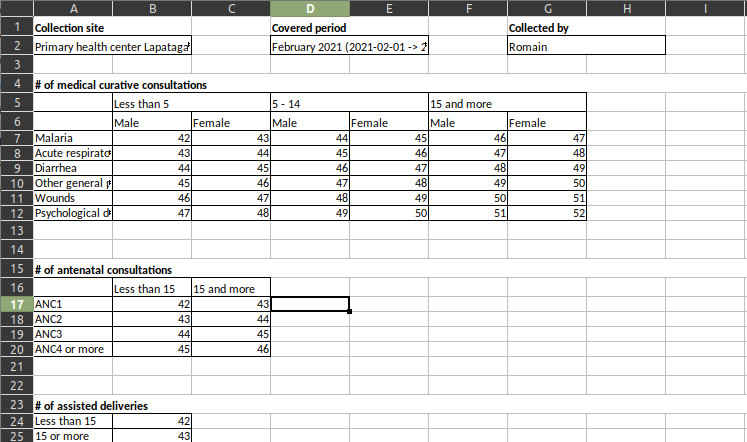 A B C D E F G H I
1 Collection site Covered period Collected by
2 Primary health center Lapataga February 2021 (2021-02-01 -> Romain
3
4 # of medical curative consultations
5 Less than 5 5 - 14 15 and more
6 Male Female Male Female Male Female
7 Malaria 42 43 44 45 46 47
8 Acute 43 44 45 46 47 48
9 Diarrhea 44 45 46 47 48 49
10 Other general 45 46 47 48 49 50
11 Wounds 46 47 48 49 50 51
12 Psychological 47 48 49 50 51 52
13
14
15 # of antenatal consultations
16 Less than 15 15 and more
17 ANC1 42 43
18 ANC2 43 44
19 ANC3 44 45
20 ANC4 or more 45 46
21
22
23 # of assisted deliveries
24 Less than 15 42
25 15 or more 43